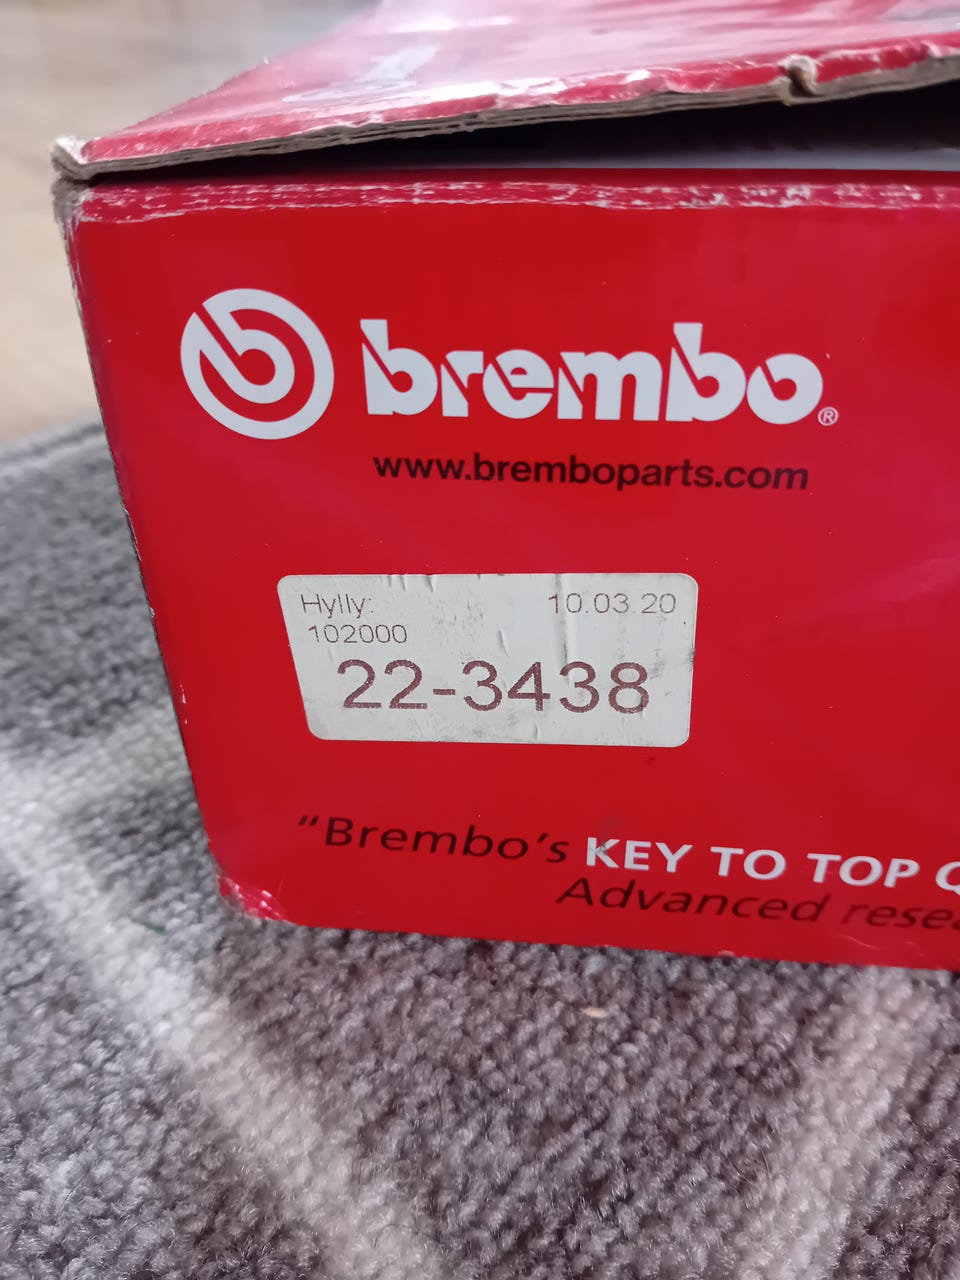 brembo®
www.bremboparts.com
Hylly: 10.03.20
102000
22-3438
"Brembo's KEY TO TOP
Advanced